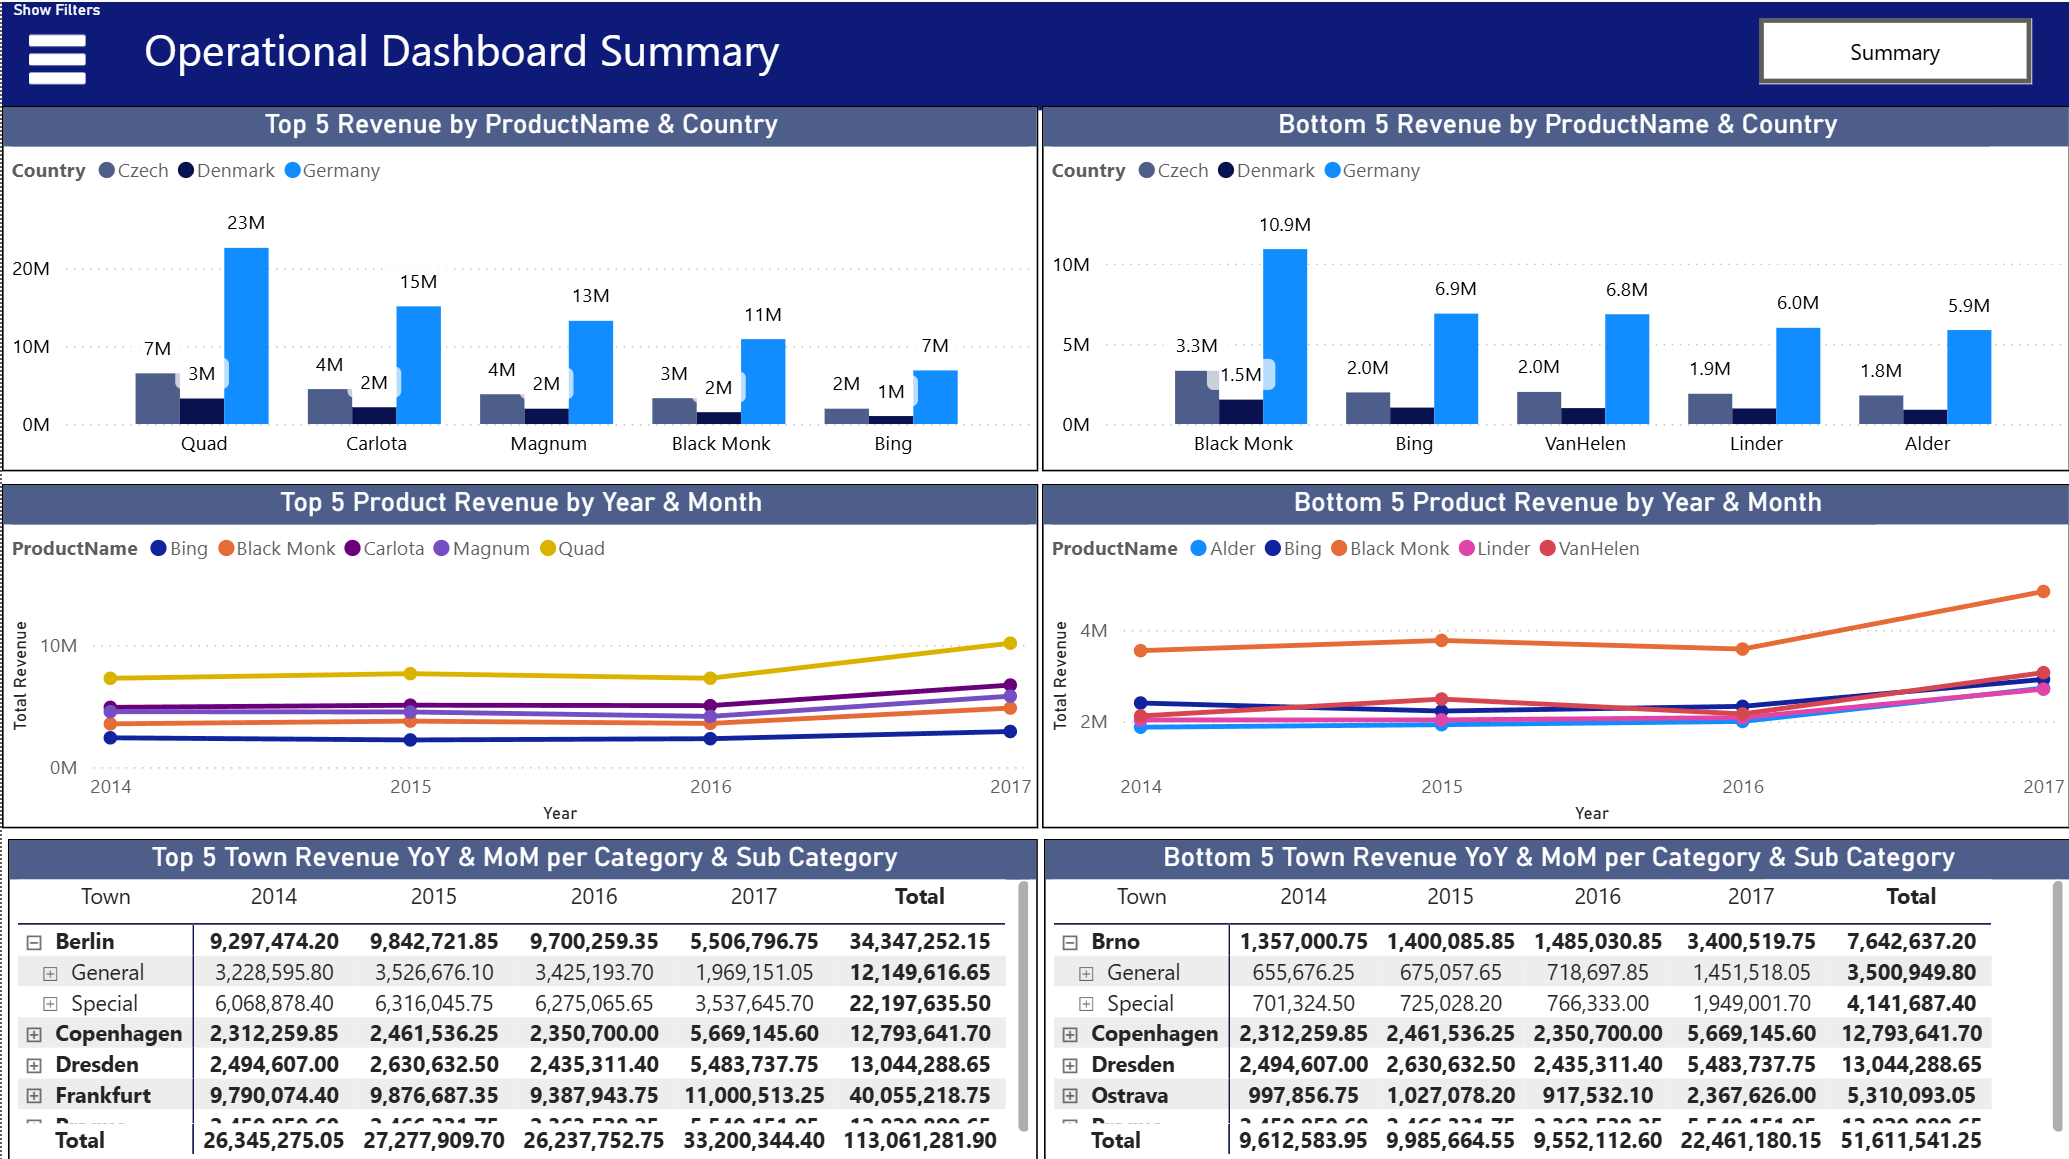 Show Filters
Operational Dashboard Summary
Summary
Top 5 Revenue by ProductName & Country
Country Czech Denmark Germany
23M
20M
15M
13M
11M
10M
7M
7M
3M
4M
2M
4M
2M
3M
2M
2M
1M
0M
Quad Carlota Magnum Black Monk Bing
Bottom 5 Revenue by ProductName & Country
Country Czech Denmark Germany
10.9M
10M
6.9M
6.8M
6.0M
5.9M
5M
3.3M
1.5M
2.0M
2.0M
1.9M
1.8M
0M
Black Monk Bing VanHelen Linder Alder
Top 5 Product Revenue by Year & Month
ProductName Bing Black Monk Carlota Magnum Quad
Total Revenue
10M
0M
2014 2015 2016 2017
Year
Bottom 5 Product Revenue by Year & Month
ProductName Alder Bing Black Monk Linder VanHelen
Total Revenue
4M
2M
2014 2015 2016 2017
Year
Top 5 Town Revenue YoY & MoM per Category & Sub Category
Town 2014 2015 2016 2017 Total
Berlin 9,297,474.20 9,842,721.85 9,700,259.35 5,506,796.75 34,347,252.15
General 3,228,595.80 3,526,676.10 3,425,193.70 1,969,151.05 12,149,616.65
Special 6,068,878.40 6,316,045.75 6,275,065.65 3,537,645.70 22,197,635.50
Copenhagen 2,312,259.85 2,461,536.25 2,350,700.00 5,669,145.60 12,793,641.70
Dresden 2,494,607.00 2,630,632.50 2,435,311.40 5,483,737.75 13,044,288.65
Frankfurt 9,790,074.40 9,876,687.35 9,387,943.75 11,000,513.25 40,055,218.75
Total 26,345,275.05 27,277,909.70 26,237,752.75 33,200,344.40 113,061,281.90
Bottom 5 Town Revenue YoY & MoM per Category & Sub Category
Town 2014 2015 2016 2017 Total
Brno 1,357,000.75 1,400,085.85 1,485,030.85 3,400,519.75 7,642,637.20
General 655,676.25 675,057.65 718,697.85 1,451,518.05 3,500,949.80
Special 701,324.50 725,028.20 766,333.00 1,949,001.70 4,141,687.40
Copenhagen 2,312,259.85 2,461,536.25 2,350,700.00 5,669,145.60 12,793,641.70
Dresden 2,494,607.00 2,630,632.50 2,435,311.40 5,483,737.75 13,044,288.65
Ostrava 997,856.75 1,027,078.20 917,532.10 2,367,626.00 5,310,093.05
Total 9,612,583.95 9,985,664.55 9,552,112.60 22,461,180.15 51,611,541.25